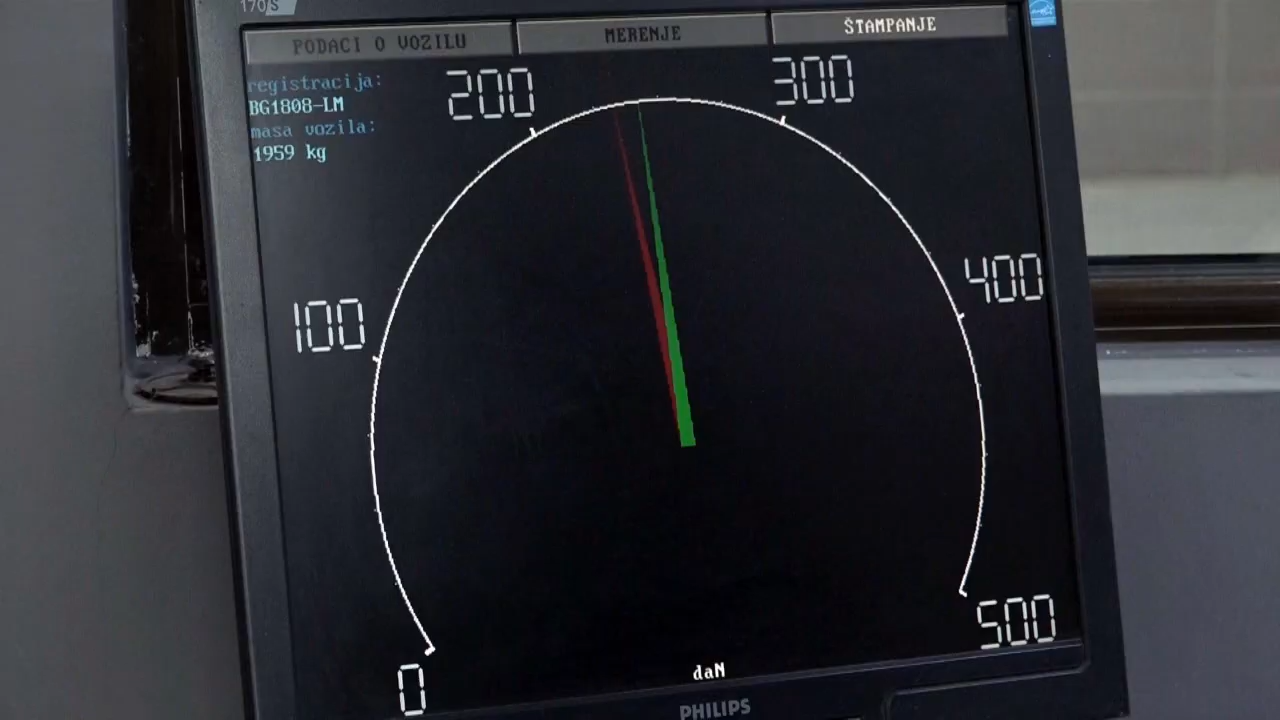 170S
PODACI O VOZILU
MERENJE
ŠTAMPANJE
registracija:
BG1808-LM
masa vozila:
1959 kg
200
300
100
400
0
500
daN
PHILIPS